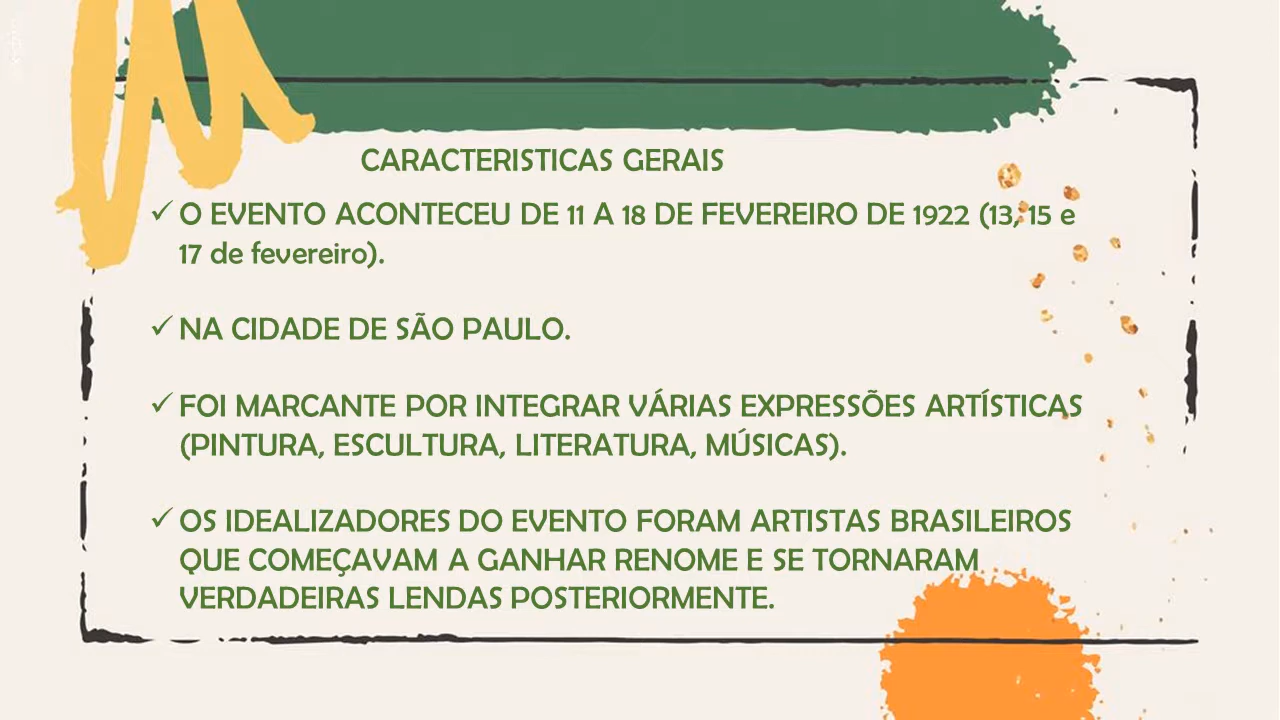 CARACTERISTICAS GERAIS
✓ O EVENTO ACONTECEU DE 11 A 18 DE FEVEREIRO DE 1922 (13, 15 e
17 de fevereiro).
✓ NA CIDADE DE SÃO PAULO.
✓ FOI MARCANTE POR INTEGRAR VÁRIAS EXPRESSÕES ARTÍSTICAS
(PINTURA, ESCULTURA, LITERATURA, MÚSICAS).
✓ OS IDEALIZADORES DO EVENTO FORAM ARTISTAS BRASILEIROS
QUE COMEÇAVAM A GANHAR RENOME E SE TORNARAM
VERDADEIRAS LENDAS POSTERIORMENTE.